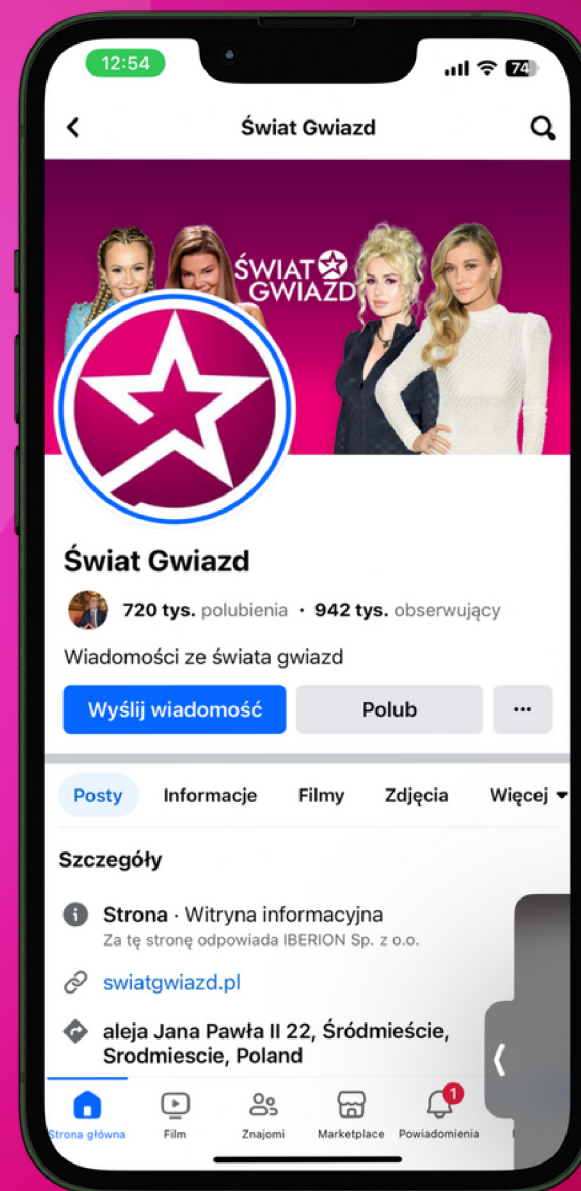 12:54
74
Świat Gwiazd
ŚWIAT
GWIAZD
Świat Gwiazd
720 tys. polubienia · 942 tys. obserwujący
Wiadomości ze świata gwiazd
Wyślij wiadomość
Polub
...
Posty
Informacje
Filmy
Zdjęcia
Więcej
Szczegóły
Strona · Witryna informacyjna
Za tę stronę odpowiada IBERION Sp. z o.o.
swiatgwiazd.pl
aleja Jana Pawła II 22, Śródmieście,
Srodmiescie, Poland
1
Strona główna
Film
Znajomi
Marketplace
Powiadomienia